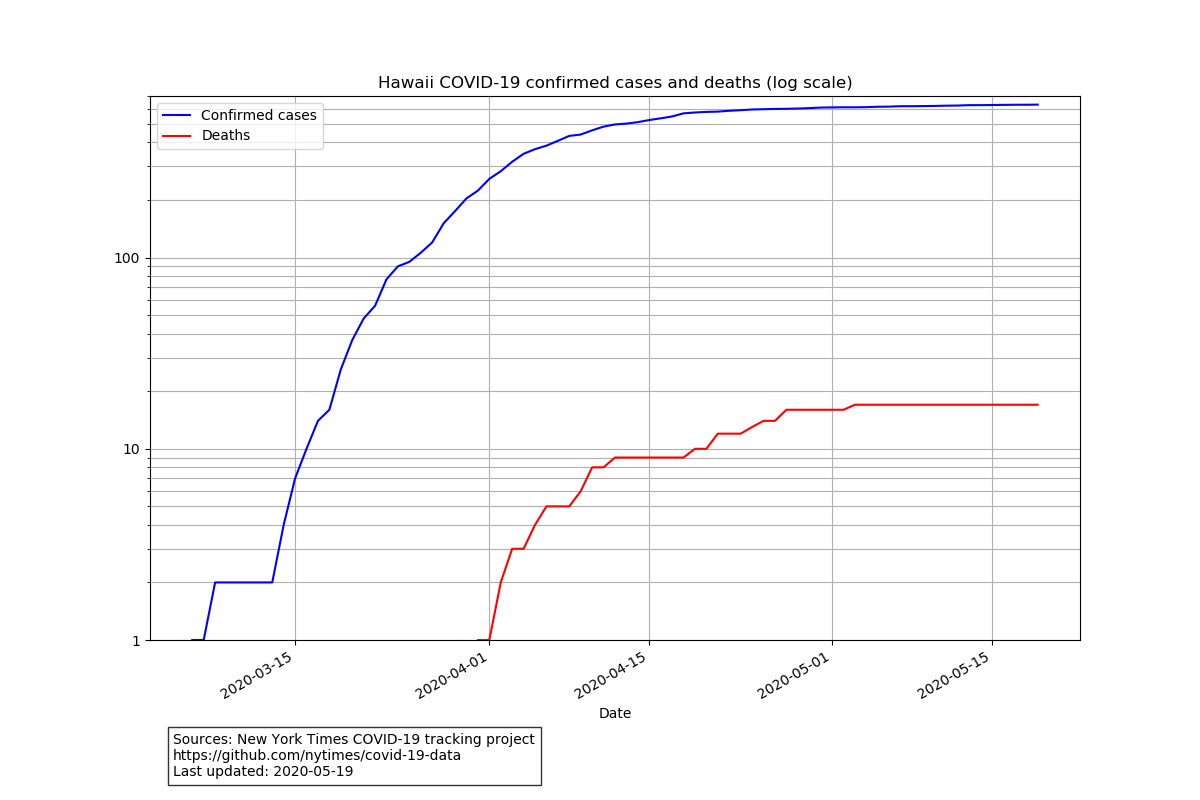 Hawaii COVID-19 confirmed cases and deaths (log scale)
Confirmed cases
Deaths
100
10
1
2020-03-15
2020-04-01
2020-04-15
2020-05-01
2020-05-15
Date
Sources: New York Times COVID-19 tracking project
https://github.com/nytimes/covid-19-data
Last updated: 2020-05-19